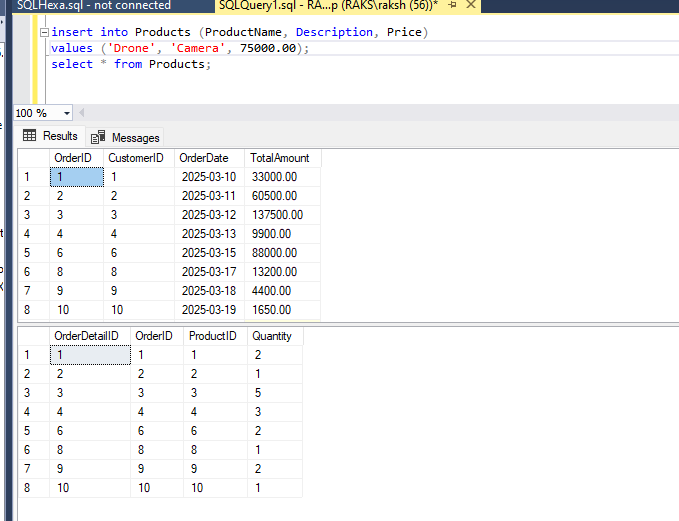 SQLHexa.sql - not connected SQLQuery1.sql - RA...p (RAKS\raksh (56))*
insert into Products (ProductName, Description, Price)
values ('Drone', 'Camera', 75000.00);
select * from Products;
100 %
Results Messages
OrderID CustomerID OrderDate TotalAmount
1 1 1 2025-03-10 33000.00
2 2 2 2025-03-11 60500.00
3 3 3 2025-03-12 137500.00
4 4 4 2025-03-13 9900.00
5 6 6 2025-03-15 88000.00
6 8 8 2025-03-17 13200.00
7 9 9 2025-03-18 4400.00
8 10 10 2025-03-19 1650.00
OrderDetailID OrderID ProductID Quantity
1 1 1 1 2
2 2 2 2 1
3 3 3 3 5
4 4 4 4 3
5 6 6 6 2
6 8 8 8 1
7 9 9 9 2
8 10 10 10 1